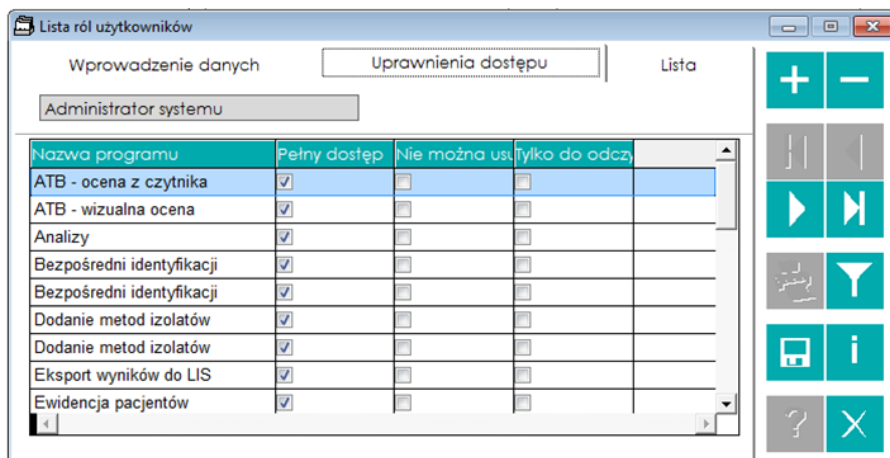 Lista ról użytkowników
Wprowadzenie danych Uprawnienia dostępu Lista
Administrator systemu
Nazwa programu Pełny dostęp Nie można usu Tylko do odczy
ATB - ocena z czytnika
ATB - wizualna ocena
Analizy
Bezpośredni identyfikacji
Bezpośredni identyfikacji
Dodanie metod izolatów
Dodanie metod izolatów
Eksport wyników do LIS
Ewidencja pacjentów